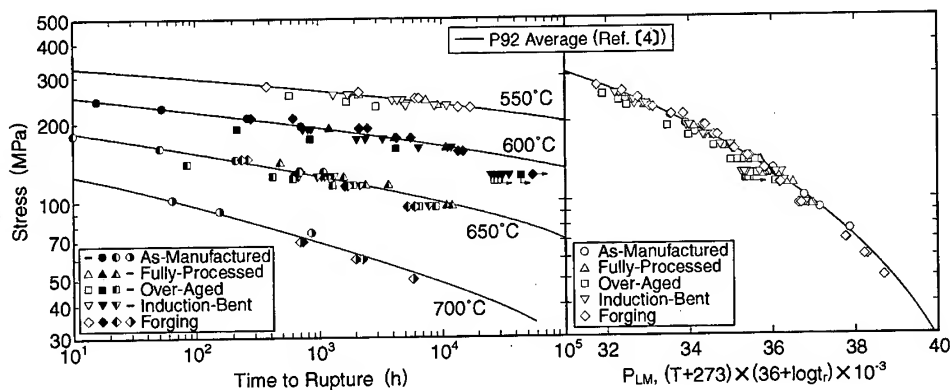 500
400
300
200
100
70
50
40
30
Stress (MPa)
P92 Average (Ref. [4])
550°C
600°C
650°C
700°C
As-Manufactured
Fully-Processed
Over-Aged
Induction-Bent
Forging
10¹
10²
10³
10⁴
10⁵
Time to Rupture (h)
As-Manufactured
Fully-Processed
Over-Aged
Induction-Bent
Forging
32
34
36
38
40
P_LM, (T+273)×(36+logt_r)×10⁻³